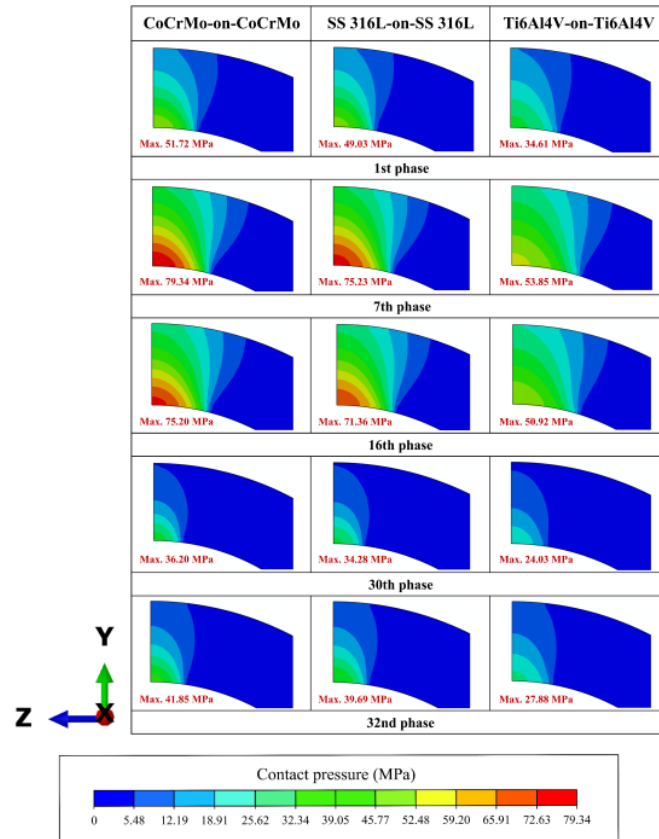 CoCrMo-on-CoCrMo SS 316L-on-SS 316L Ti6Al4V-on-Ti6Al4V
Max. 51.72 MPa Max. 49.03 MPa Max. 34.61 MPa
1st phase
Max. 79.34 MPa Max. 75.23 MPa Max. 53.85 MPa
7th phase
Max. 75.20 MPa Max. 71.36 MPa Max. 50.92 MPa
16th phase
Max. 36.20 MPa Max. 34.28 MPa Max. 24.03 MPa
30th phase
Max. 41.85 MPa Max. 39.69 MPa Max. 27.88 MPa
32nd phase
Y
Z X
Contact pressure (MPa)
0 5.48 12.19 18.91 25.62 32.34 39.05 45.77 52.48 59.20 65.91 72.63 79.34